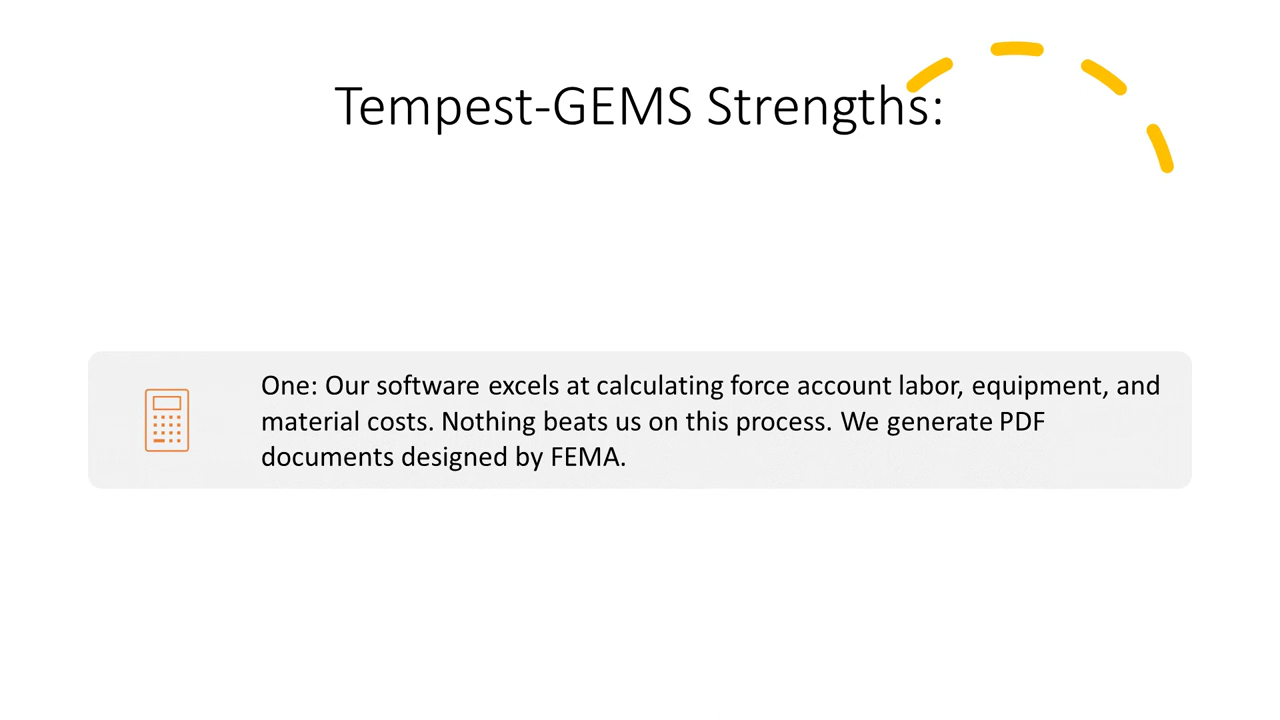 Tempest-GEMS Strengths:
One: Our software excels at calculating force account labor, equipment, and
material costs. Nothing beats us on this process. We generate PDF
documents designed by FEMA.